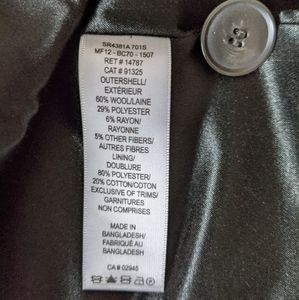 SR4381A 701S
MF12 - BC70 - 1507
RET # 14787
CAT # 91325
OUTERSHELL/
EXTÉRIEUR
60% WOOL/LAINE
29% POLYESTER
6% RAYON/
RAYONNE
5% OTHER FIBERS/
AUTRES FIBRES
LINING/
DOUBLURE
80% POLYESTER/
20% COTTON/COTON
EXCLUSIVE OF TRIMS/
GARNITURES
NON COMPRISES
MADE IN
BANGLADESH/
FABRIQUÉ AU
BANGLADESH
CA # 02945